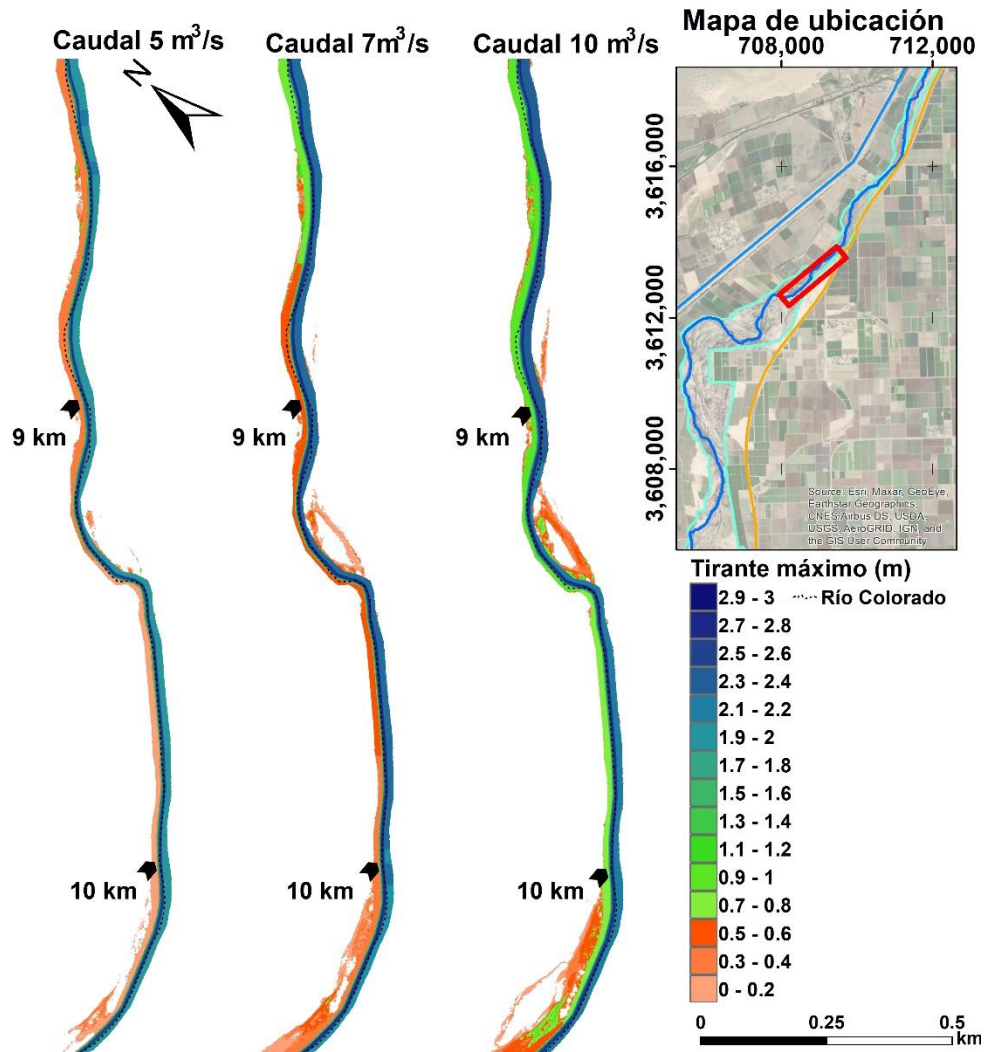 Caudal 5 m³/s
Caudal 7m³/s
Caudal 10 m³/s
N
9 km
9 km
9 km
10 km
10 km
10 km
Mapa de ubicación
708,000
712,000
3,616,000
3,612,000
3,608,000
Source: Esri, Maxar, GeoEye,
Earthstar Geographics,
CNES/Airbus DS, USDA,
USGS, AeroGRID, IGN, and
the GIS User Community
Tirante máximo (m)
2.9 - 3
Río Colorado
2.7 - 2.8
2.5 - 2.6
2.3 - 2.4
2.1 - 2.2
1.9 - 2
1.7 - 1.8
1.5 - 1.6
1.3 - 1.4
1.1 - 1.2
0.9 - 1
0.7 - 0.8
0.5 - 0.6
0.3 - 0.4
0 - 0.2
0
0.25
0.5
km